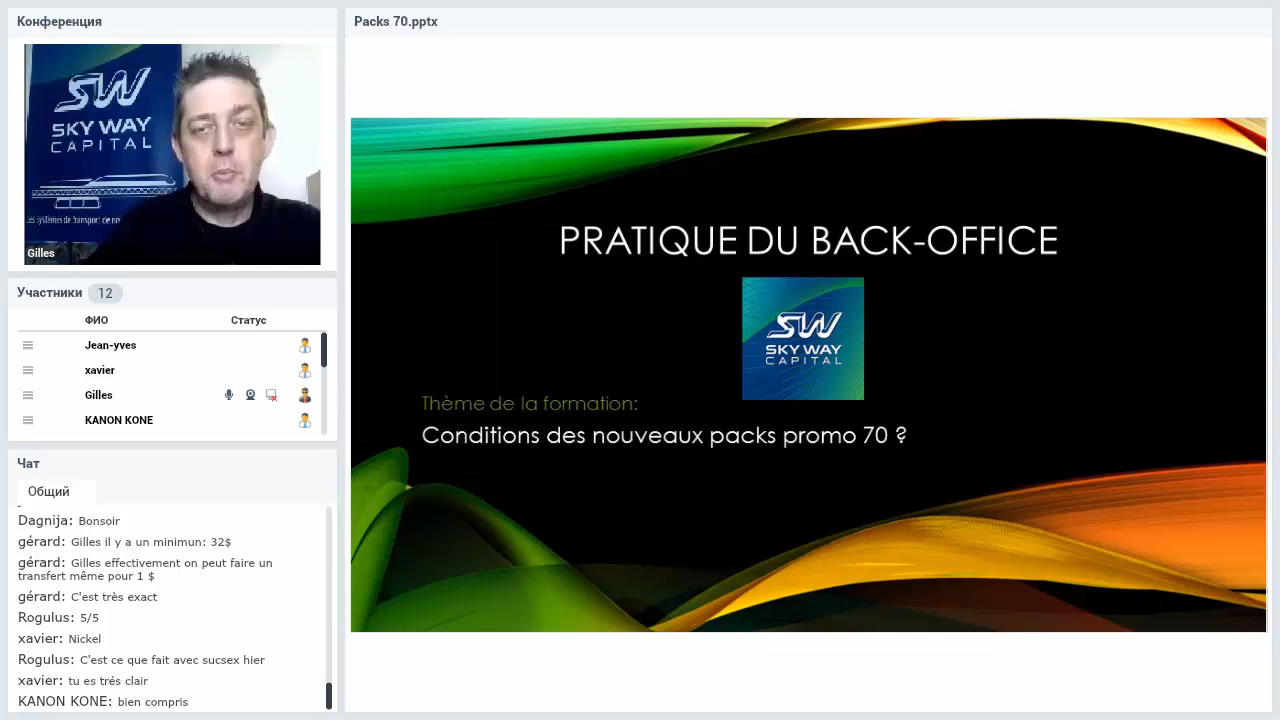 Конференция
SW
SKY WAY
CAPITAL
Gilles
Участники 12
ФИО Статус
Jean-yves
xavier
Gilles
KANON KONE
Чат
Общий
Dagnija: Bonsoir
gérard: Gilles il y a un minimun: 32$
gérard: Gilles effectivement on peut faire un
transfert même pour 1 $
gérard: C'est très exact
Rogulus: 5/5
xavier: Nickel
Rogulus: C'est ce que fait avec sucsex hier
xavier: tu es trés clair
KANON KONE: bien compris
Packs 70.pptx
PRATIQUE DU BACK-OFFICE
SW
SKY WAY
CAPITAL
Thème de la formation:
Conditions des nouveaux packs promo 70 ?